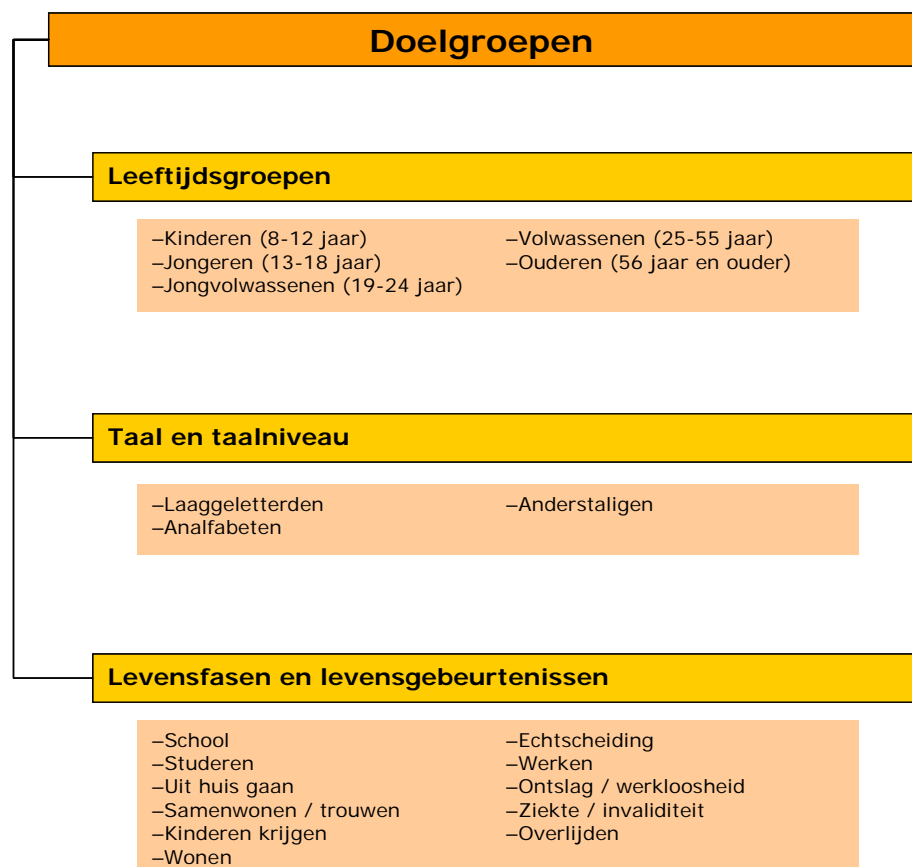 Doelgroepen
Leeftijdsgroepen
–Kinderen (8-12 jaar)
–Jongeren (13-18 jaar)
–Jongvolwassenen (19-24 jaar)
–Volwassenen (25-55 jaar)
–Ouderen (56 jaar en ouder)
Taal en taalniveau
–Laaggeletterden
–Analfabeten
–Anderstaligen
Levensfasen en levensgebeurtenissen
–School
–Studeren
–Uit huis gaan
–Samenwonen / trouwen
–Kinderen krijgen
–Wonen
–Echtscheiding
–Werken
–Ontslag / werkloosheid
–Ziekte / invaliditeit
–Overlijden